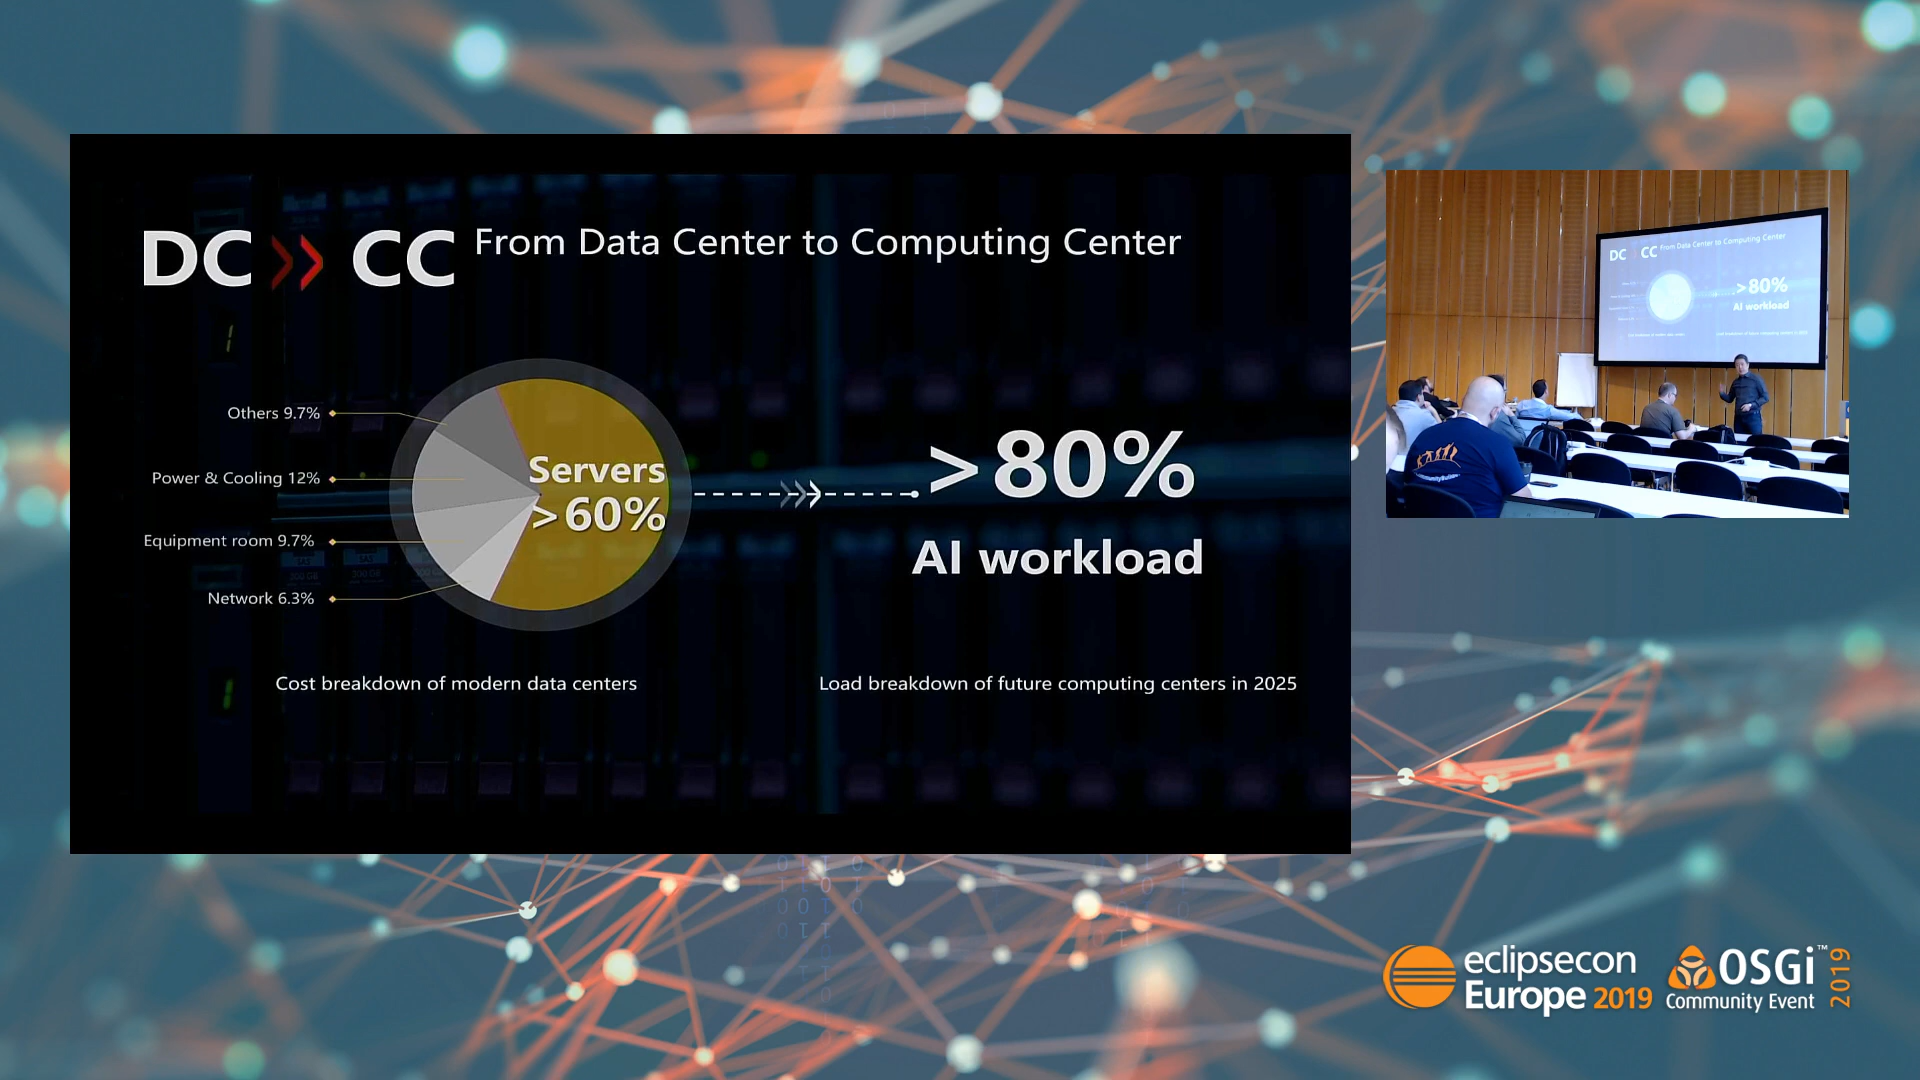 DC CC From Data Center to Computing Center
Others 9.7%
Power & Cooling 12%
Equipment room 9.7%
Network 6.3%
Servers
>60%
>80%
AI workload
Cost breakdown of modern data centers
Load breakdown of future computing centers in 2025
DC CC From Data Center to Computing Center
>80%
AI workload
eclipsecon
Europe 2019
OSGi™
Community Event
2019